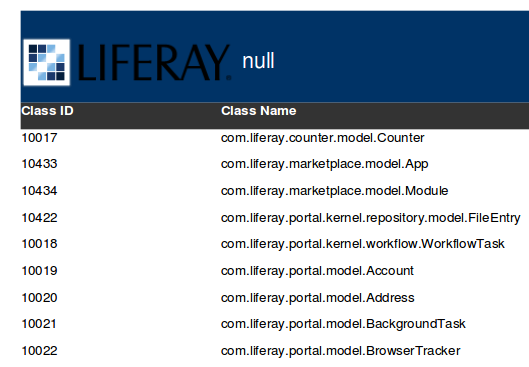 LIFERAY. null
Class ID Class Name
10017 com.liferay.counter.model.Counter
10433 com.liferay.marketplace.model.App
10434 com.liferay.marketplace.model.Module
10422 com.liferay.portal.kernel.repository.model.FileEntry
10018 com.liferay.portal.kernel.workflow.WorkflowTask
10019 com.liferay.portal.model.Account
10020 com.liferay.portal.model.Address
10021 com.liferay.portal.model.BackgroundTask
10022 com.liferay.portal.model.BrowserTracker